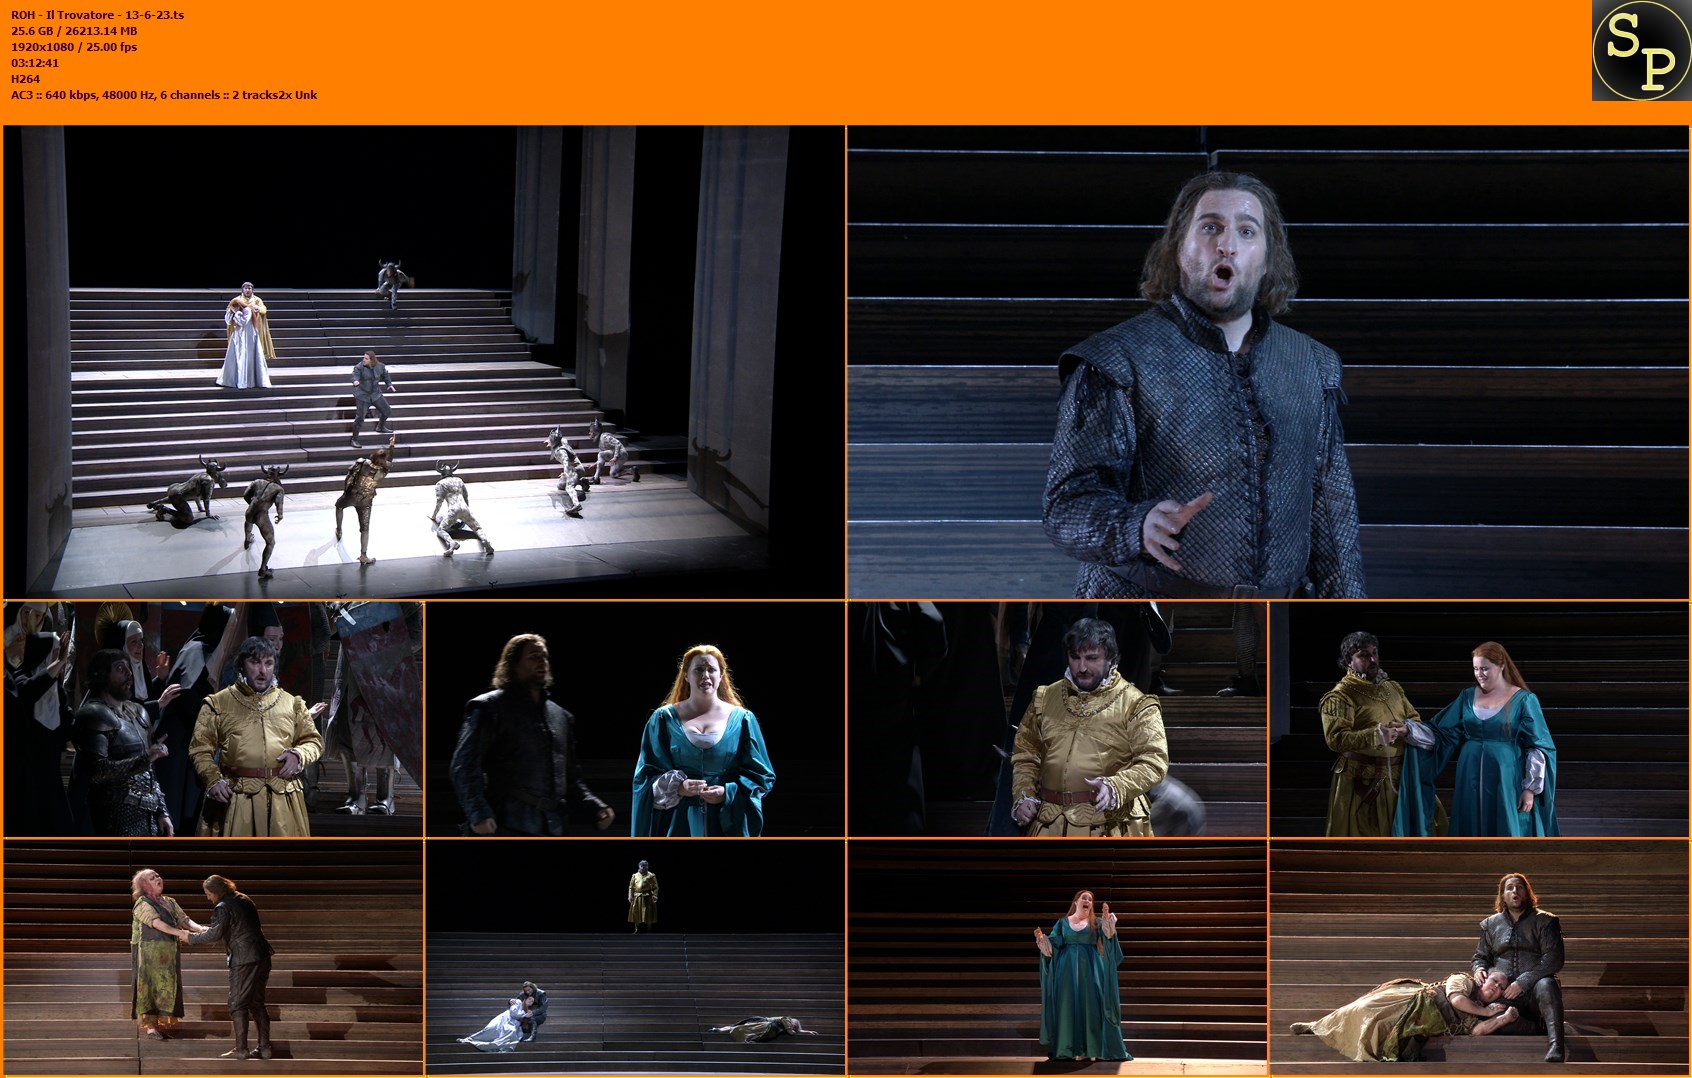 ROH - Il Trovatore - 13-6-23.ts
25.6 GB / 26213.14 MB
1920x1080 / 25.00 fps
03:12:41
H264
AC3 :: 640 kbps, 48000 Hz, 6 channels :: 2 tracks2x Unk
SP